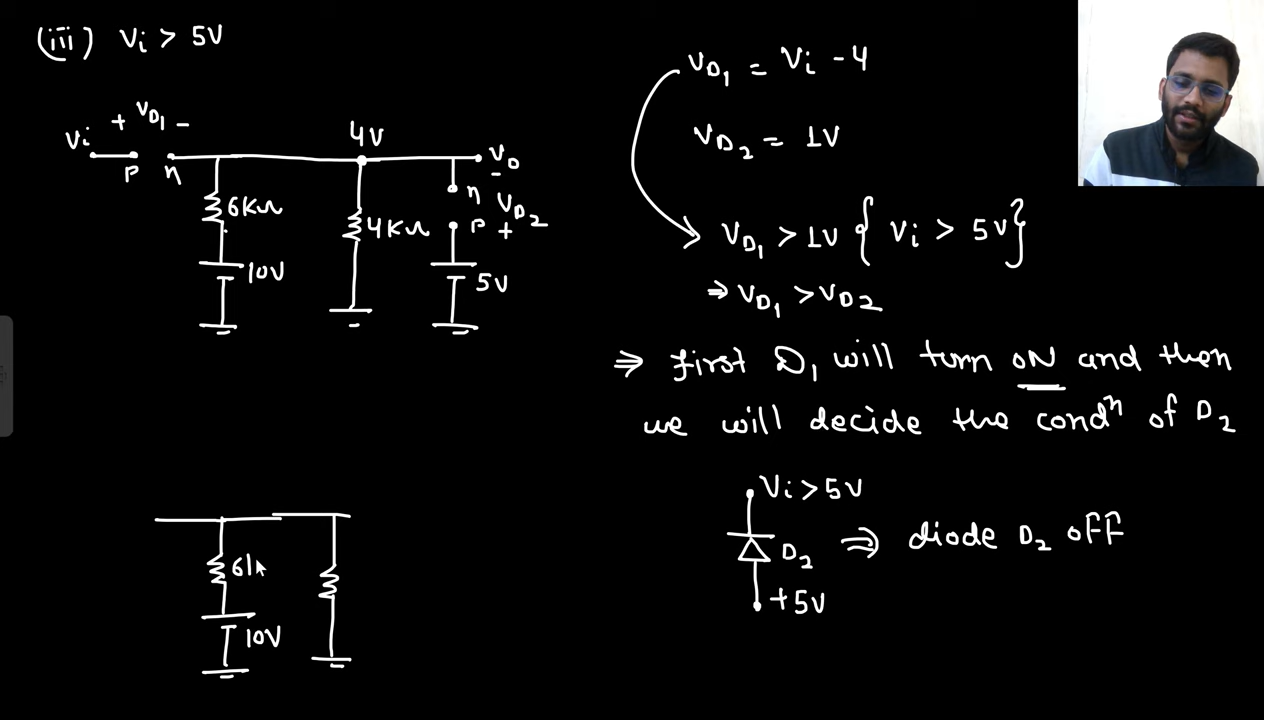 (iii) Vi > 5V
Vi + VD1 - 4V VO
P n
6KΩ 4KΩ n - VD2
P +
10V 5V
VD1 = Vi - 4
VD2 = 1V
VD1 > 1V { Vi > 5V }
⇒ VD1 > VD2
⇒ first D1 will turn ON and then
we will decide the condn of D2
Vi > 5V
D2 ⇒ diode D2 off
+5V
6K
10V